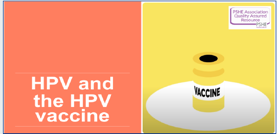 HPV and
the HPV
vaccine
PSHE Association
Quality Assured
Resource
VACCINE